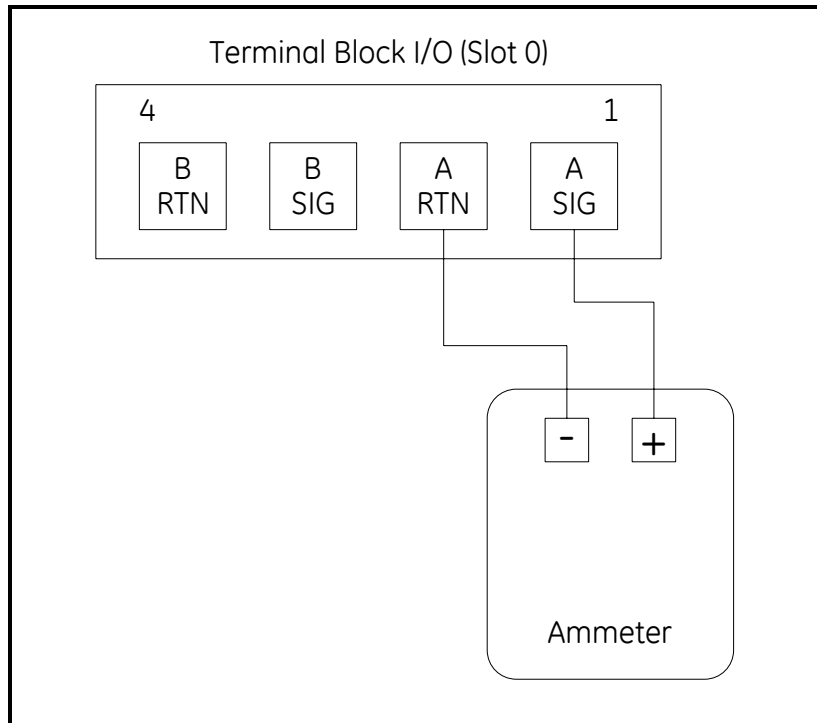 Terminal Block I/O (Slot 0)
4 1
B B A A
RTN SIG RTN SIG
- +
Ammeter